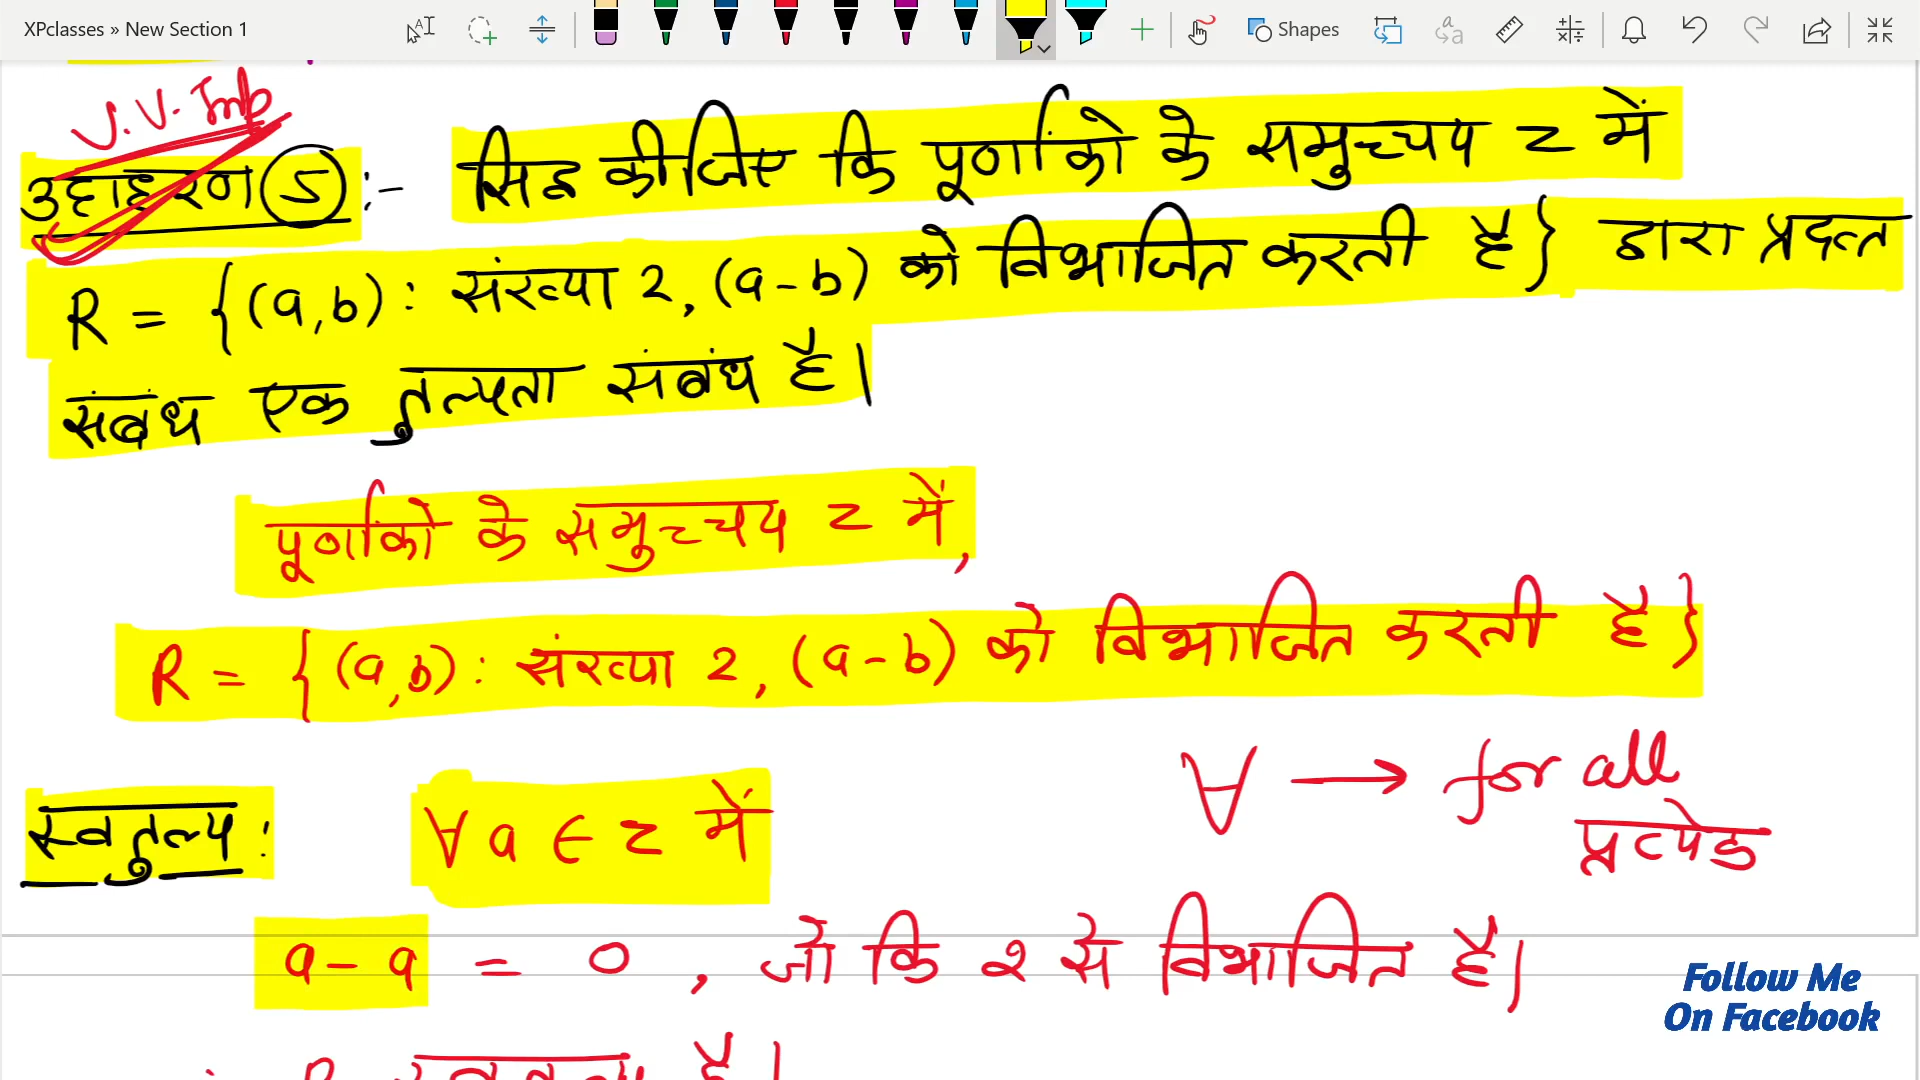 XPclasses » New Section 1
Shapes
V.V. Imp
उदाहरण 5 :- सिद्ध कीजिए कि पूर्णांको के समुच्चय Z में
R = {(a,b): संख्या 2, (a-b) को विभाजित करती है} द्वारा प्रदत्त
संबंध एक तुल्यता संबंध है।
पूर्णांको के समुच्चय Z में,
R = {(a,b): संख्या 2, (a-b) को विभाजित करती है}
∀ → for all
प्रत्येक
स्वतुल्य : ∀ a ∈ Z में
a - a = 0, जो कि 2 से विभाजित है।
Follow Me
On Facebook